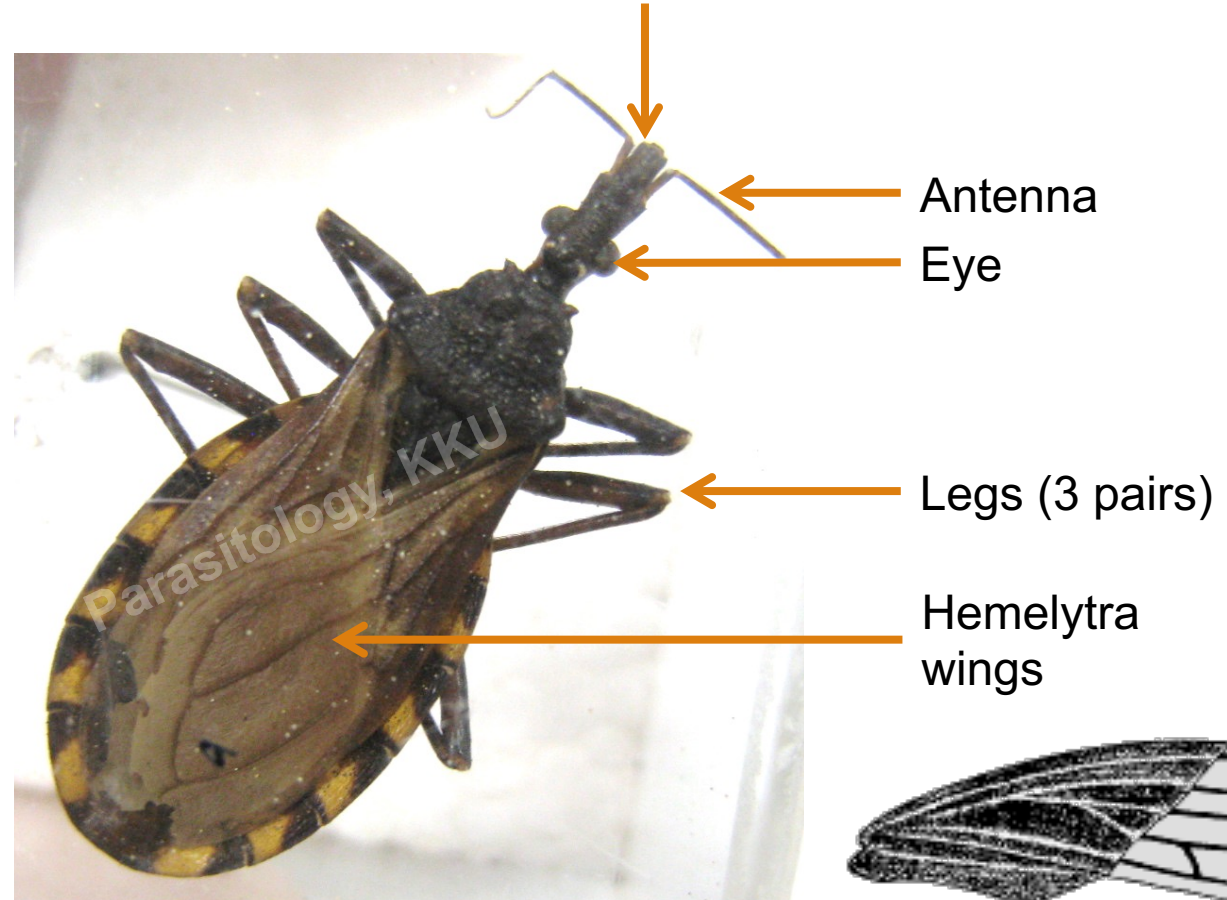 Antenna
Eye
Parasitology, KKU
Legs (3 pairs)
Hemelytra
wings